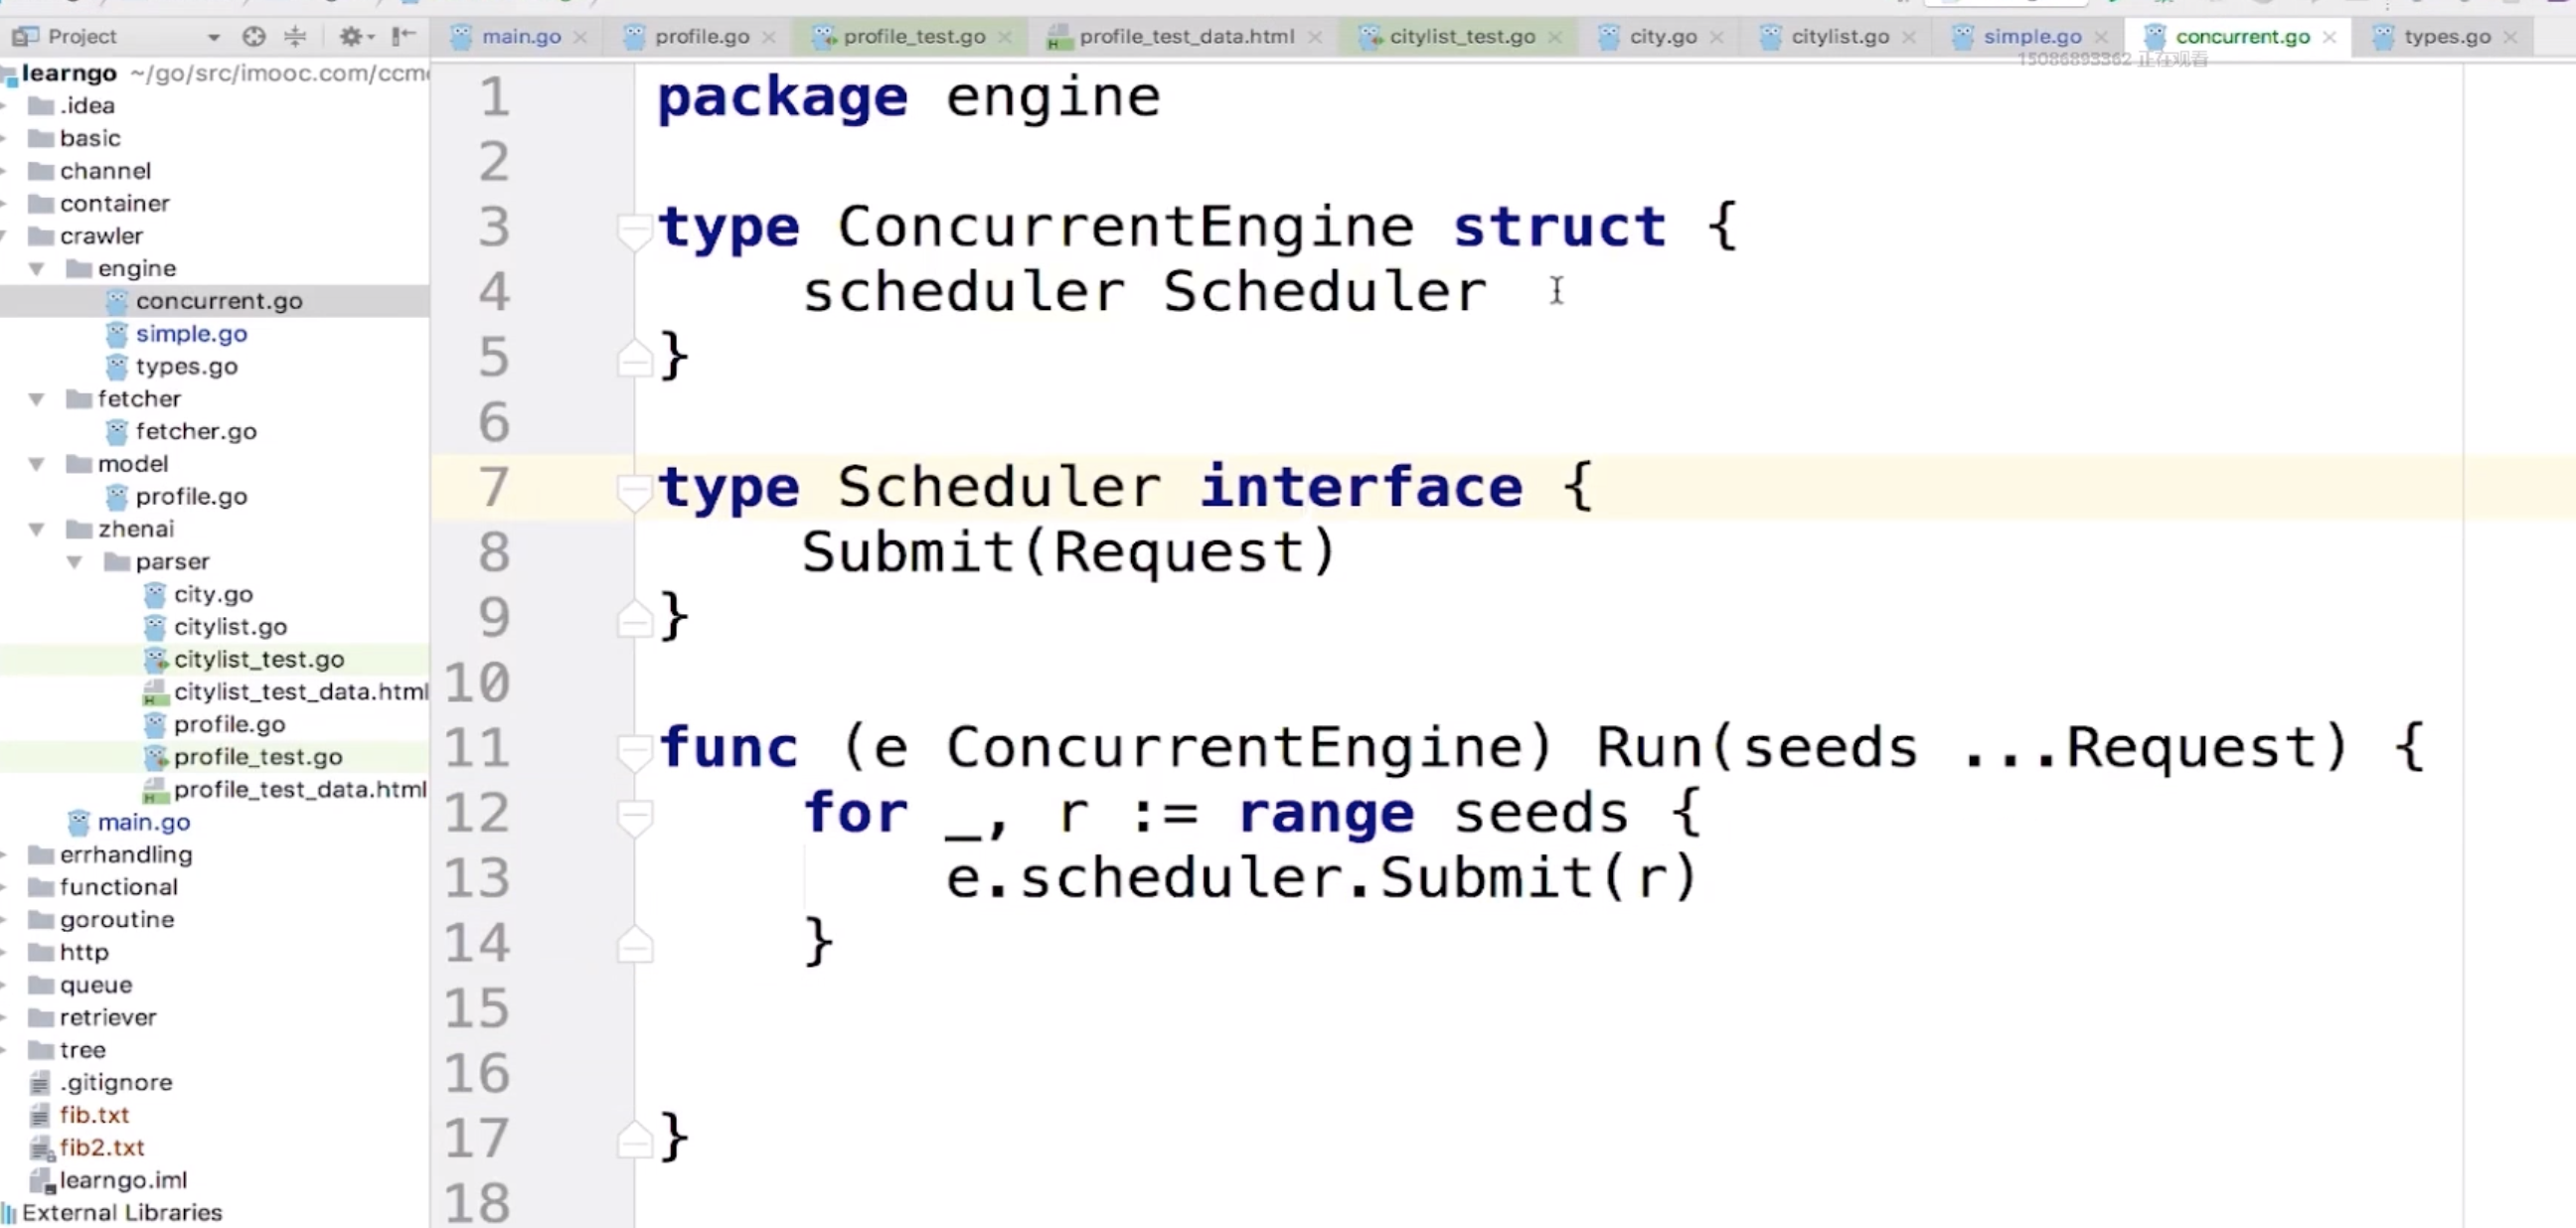 Project
main.go
profile.go
profile_test.go
profile_test_data.html
citylist_test.go
city.go
citylist.go
simple.go
concurrent.go
types.go
15086893362 正在观看
learngo ~/go/src/imooc.com/ccm
.idea
basic
channel
container
crawler
engine
concurrent.go
simple.go
types.go
fetcher
fetcher.go
model
profile.go
zhenai
parser
city.go
citylist.go
citylist_test.go
citylist_test_data.html
profile.go
profile_test.go
profile_test_data.html
main.go
errhandling
functional
goroutine
http
queue
retriever
tree
.gitignore
fib.txt
fib2.txt
learngo.iml
External Libraries
1 package engine
2
3 type ConcurrentEngine struct {
4 scheduler Scheduler
5 }
6
7 type Scheduler interface {
8 Submit(Request)
9 }
10
11 func (e ConcurrentEngine) Run(seeds ...Request) {
12 for _, r := range seeds {
13 e.scheduler.Submit(r)
14 }
15
16
17 }
18